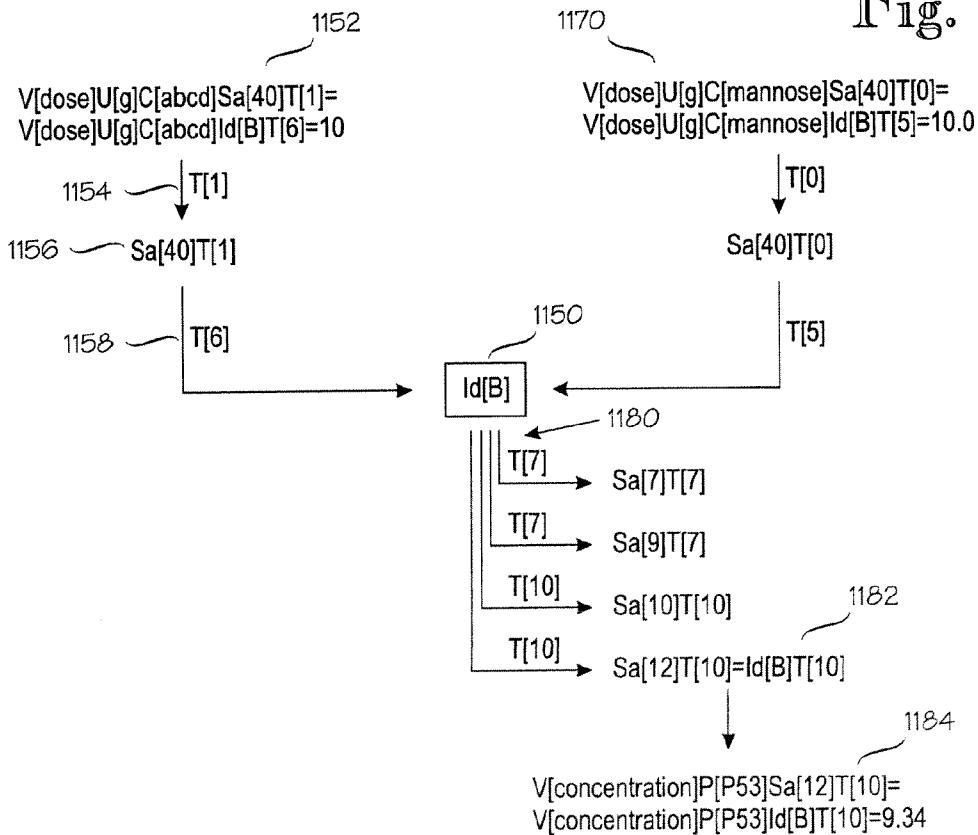 Fig.
1152
1170
V[dose]U[g]C[abcd]Sa[40]T[1]=
V[dose]U[g]C[abcd]Id[B]T[6]=10
V[dose]U[g]C[mannose]Sa[40]T[0]=
V[dose]U[g]C[mannose]Id[B]T[5]=10.0
1154
T[1]
T[0]
1156
Sa[40]T[1]
Sa[40]T[0]
1158
T[6]
1150
T[5]
Id[B]
1180
T[7]
Sa[7]T[7]
T[7]
Sa[9]T[7]
T[10]
Sa[10]T[10]
1182
T[10]
Sa[12]T[10]=Id[B]T[10]
1184
V[concentration]P[P53]Sa[12]T[10]=
V[concentration]P[P53]Id[B]T[10]=9.34